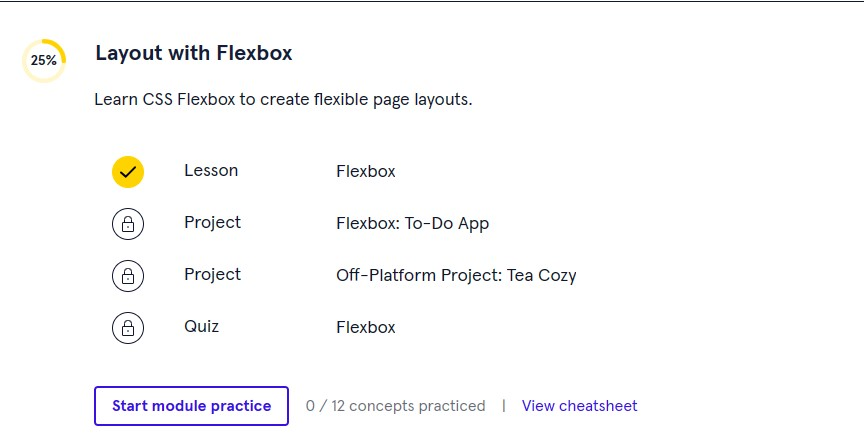 25% Layout with Flexbox
Learn CSS Flexbox to create flexible page layouts.
Lesson Flexbox
Project Flexbox: To-Do App
Project Off-Platform Project: Tea Cozy
Quiz Flexbox
Start module practice 0 / 12 concepts practiced | View cheatsheet